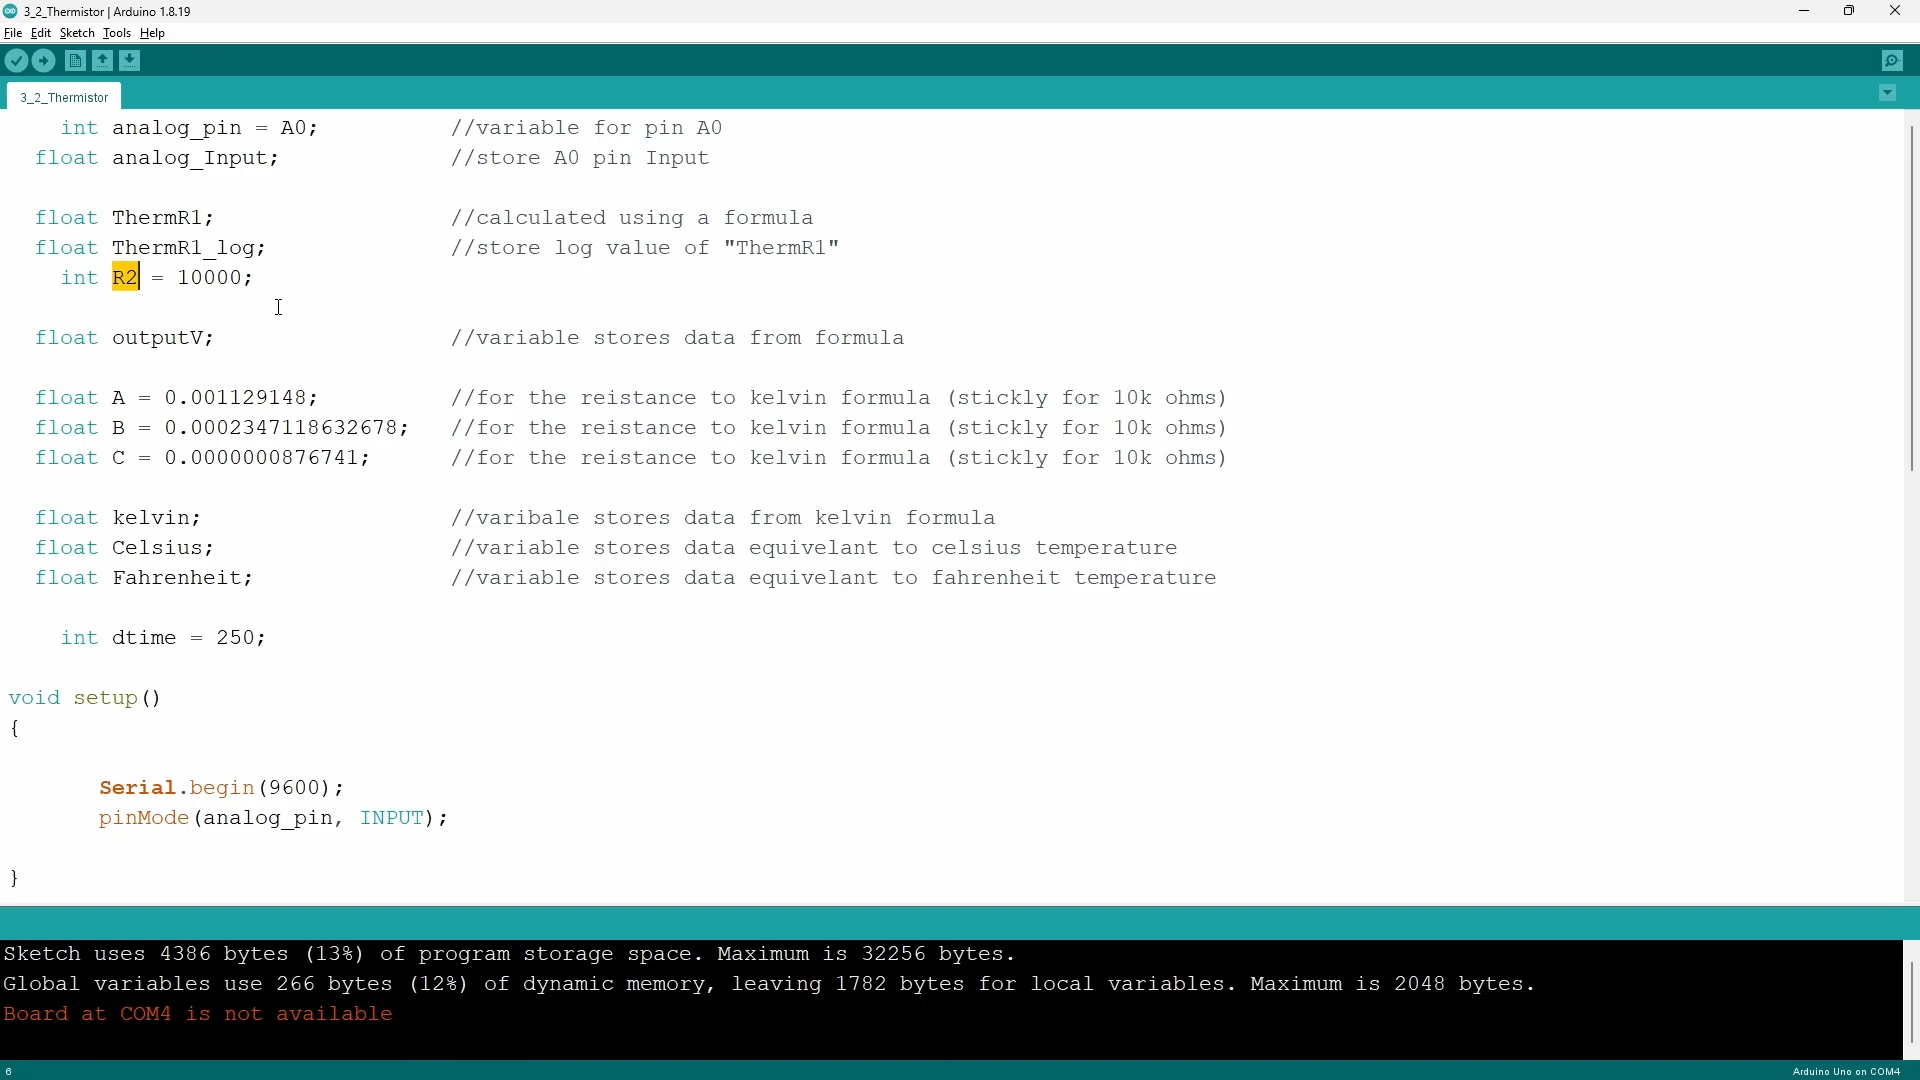 3_2_Thermistor | Arduino 1.8.19
File Edit Sketch Tools Help
3_2_Thermistor
int analog_pin = A0; //variable for pin A0
float analog_Input; //store A0 pin Input
float ThermR1; //calculated using a formula
float ThermR1_log; //store log value of "ThermR1"
int R2 = 10000;
float outputV; //variable stores data from formula
float A = 0.001129148; //for the reistance to kelvin formula (stickly for 10k ohms)
float B = 0.0002347118632678; //for the reistance to kelvin formula (stickly for 10k ohms)
float C = 0.0000000876741; //for the reistance to kelvin formula (stickly for 10k ohms)
float kelvin; //varibale stores data from kelvin formula
float Celsius; //variable stores data equivelant to celsius temperature
float Fahrenheit; //variable stores data equivelant to fahrenheit temperature
int dtime = 250;
void setup()
{
Serial.begin(9600);
pinMode(analog_pin, INPUT);
}
Sketch uses 4386 bytes (13%) of program storage space. Maximum is 32256 bytes.
Global variables use 266 bytes (12%) of dynamic memory, leaving 1782 bytes for local variables. Maximum is 2048 bytes.
Board at COM4 is not available
6 Arduino Uno on COM4